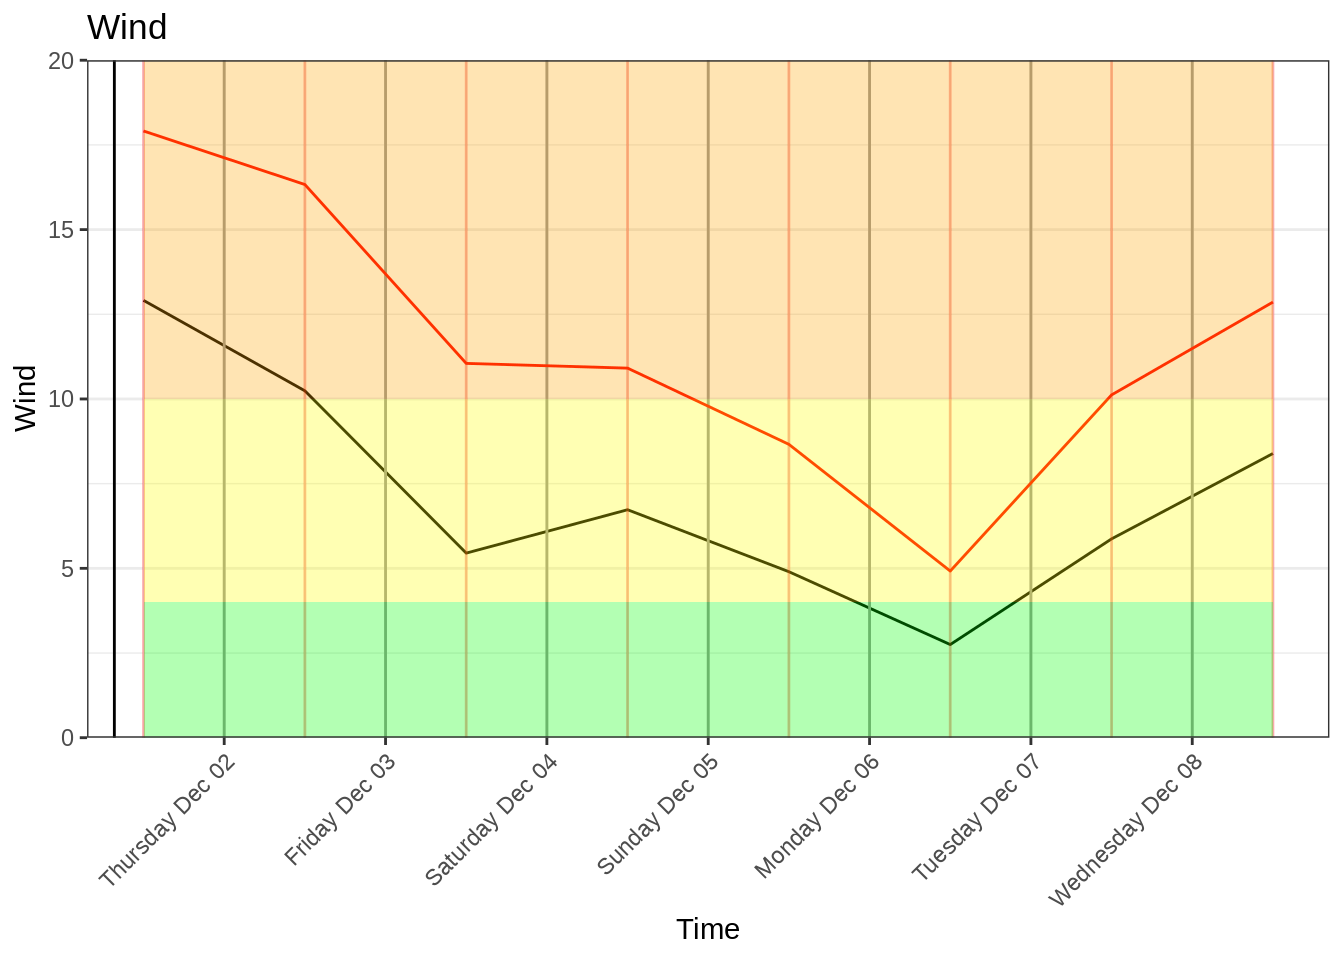 Wind
20
15
10
5
0
Wind
Thursday Dec 02
Friday Dec 03
Saturday Dec 04
Sunday Dec 05
Monday Dec 06
Tuesday Dec 07
Wednesday Dec 08
Time